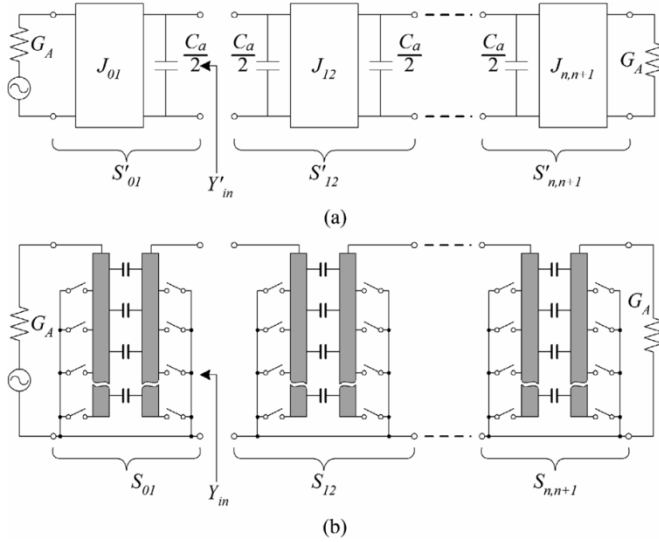 G_A
J_01
C_a/2
Y'_in
C_a/2
J_12
C_a/2
C_a/2
J_n,n+1
G_A
S'_01
S'_12
S'_n,n+1
(a)
G_A
G_A
Y_in
S_01
S_12
S_n,n+1
(b)